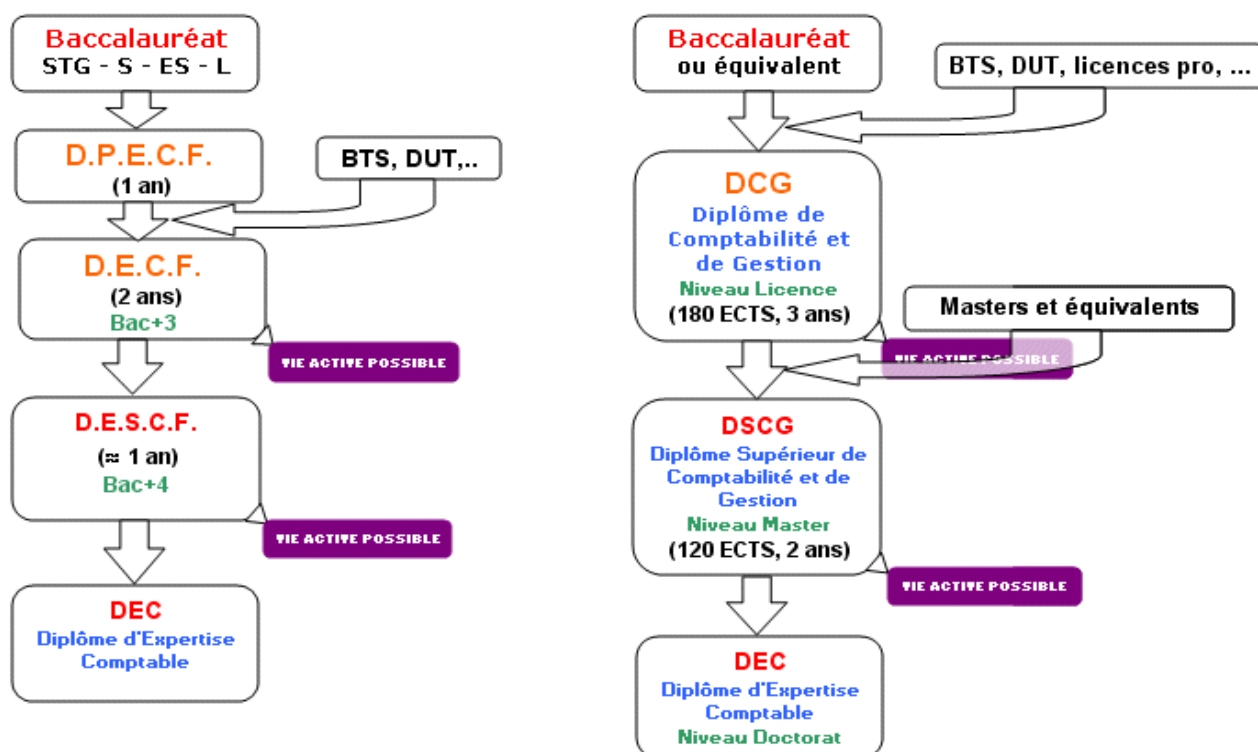 Baccalauréat
STG - S - ES - L
D.P.E.C.F.
(1 an)
BTS, DUT,..
D.E.C.F.
(2 ans)
Bac+3
VIE ACTIVE POSSIBLE
D.E.S.C.F.
(≈ 1 an)
Bac+4
VIE ACTIVE POSSIBLE
DEC
Diplôme d'Expertise
Comptable
Baccalauréat
ou équivalent
BTS, DUT, licences pro, ...
DCG
Diplôme de
Comptabilité et
de Gestion
Niveau Licence
(180 ECTS, 3 ans)
Masters et équivalents
VIE ACTIVE POSSIBLE
DSCG
Diplôme Supérieur de
Comptabilité et de
Gestion
Niveau Master
(120 ECTS, 2 ans)
VIE ACTIVE POSSIBLE
DEC
Diplôme d'Expertise
Comptable
Niveau Doctorat